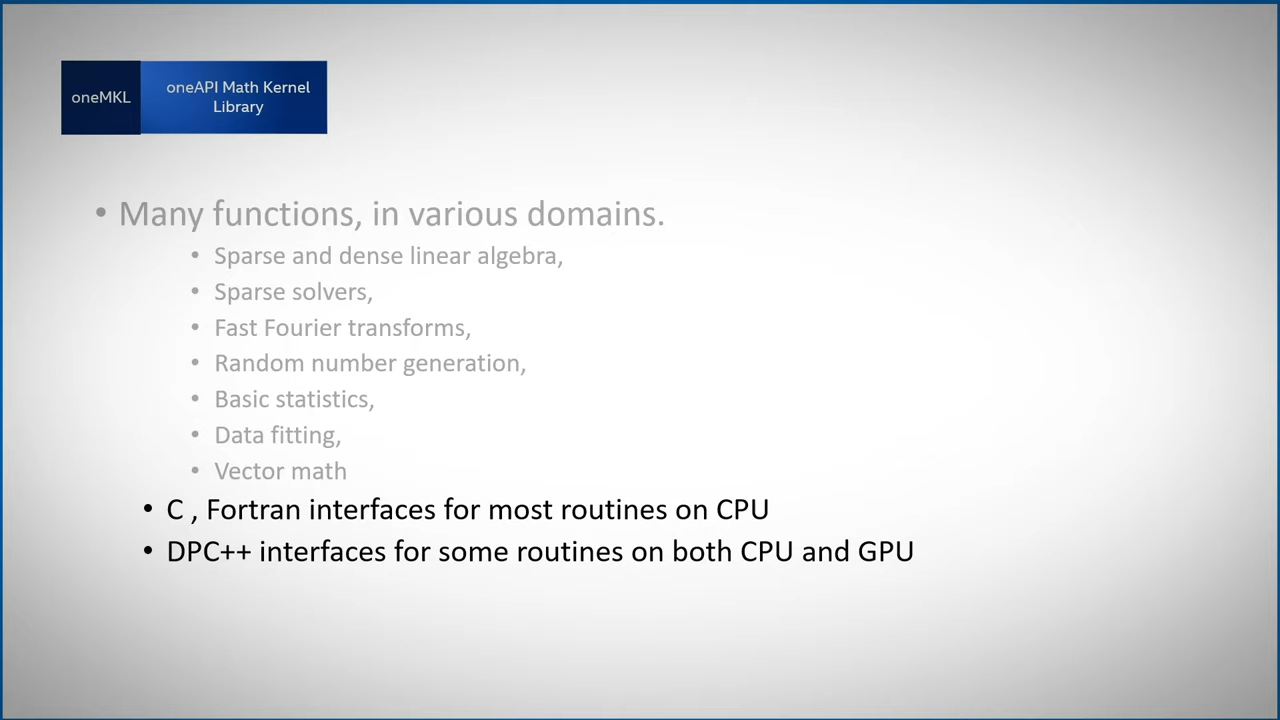 oneMKL
oneAPI Math Kernel
Library
• Many functions, in various domains.
• Sparse and dense linear algebra,
• Sparse solvers,
• Fast Fourier transforms,
• Random number generation,
• Basic statistics,
• Data fitting,
• Vector math
• C , Fortran interfaces for most routines on CPU
• DPC++ interfaces for some routines on both CPU and GPU